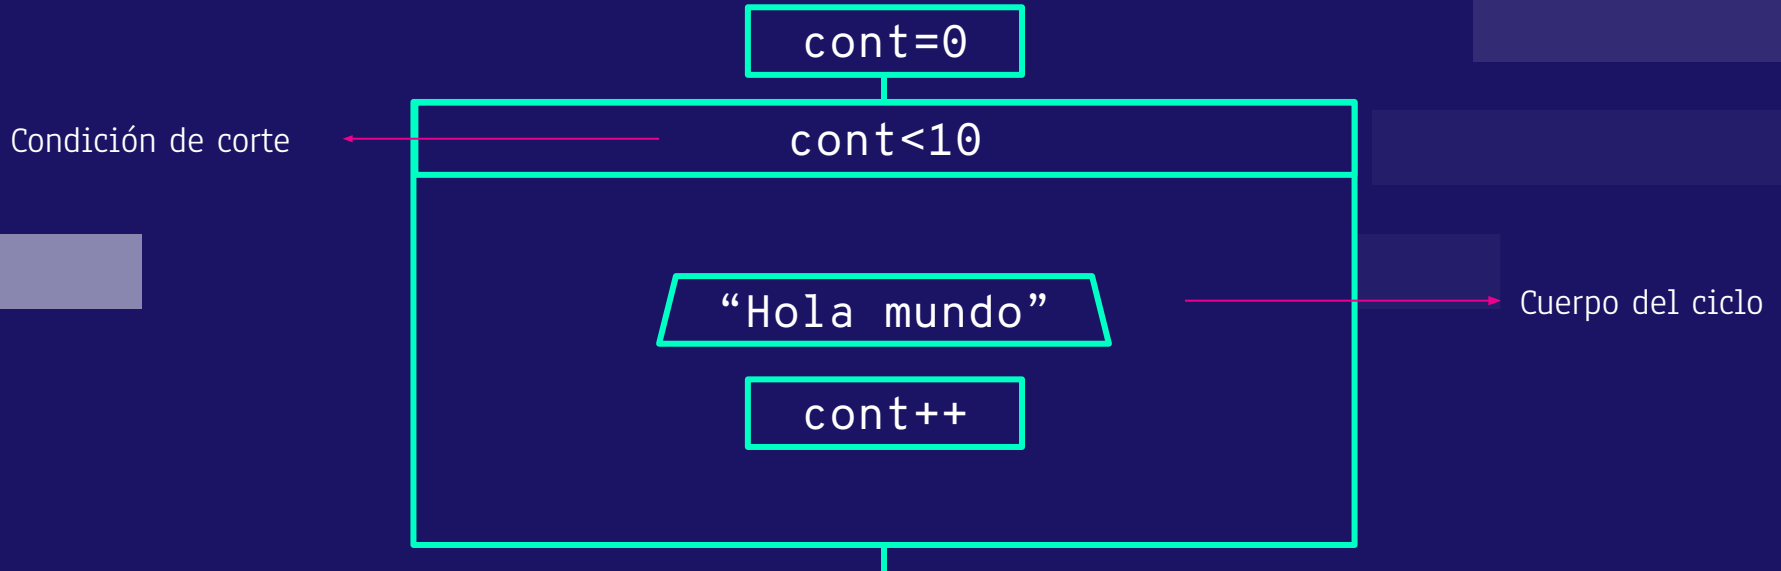 cont=0
Condición de corte
cont<10
“Hola mundo”
Cuerpo del ciclo
cont++